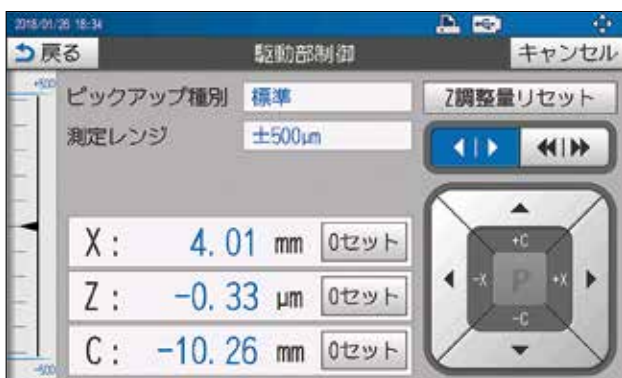 2018/01/26 18:34
戻る 駆動部制御 キャンセル
+500
ピックアップ種別 標準 Z調整量リセット
測定レンジ ±500μm
X: 4.01 mm 0セット
Z: -0.33 μm 0セット
C: -10.26 mm 0セット
+C
-X P +X
-C
-500